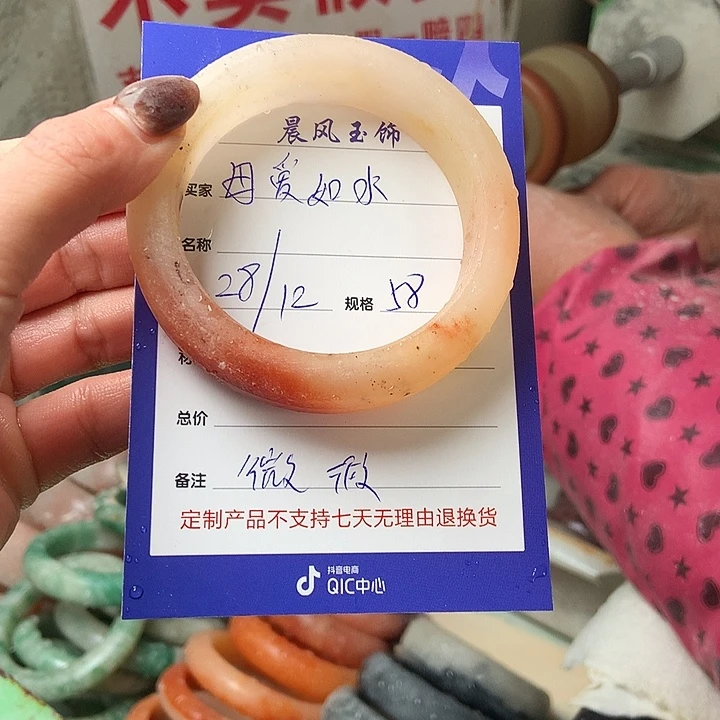 晨风玉饰
买家 母爱如水
名称
28/12 规格 58
总价
备注 微瑕
定制产品不支持七天无理由退换货
抖音电商
QIC中心